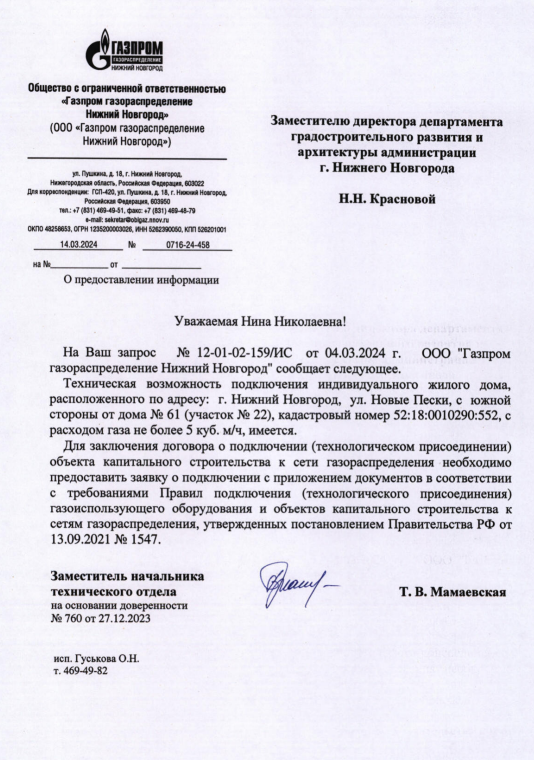 ГАЗПРОМ
ГАЗОРАСПРЕДЕЛЕНИЕ
НИЖНИЙ НОВГОРОД
Общество с ограниченной ответственностью
«Газпром газораспределение
Нижний Новгород»
(ООО «Газпром газораспределение
Нижний Новгород»)
ул. Пушкина, д. 18, г. Нижний Новгород,
Нижегородская область, Российская Федерация, 603022
Для корреспонденции: ГСП-420, ул. Пушкина, д. 18, г. Нижний Новгород,
Российская Федерация, 603950
тел.: +7 (831) 469-49-51, факс: +7 (831) 469-48-79
e-mail: sekretar@oblgaz.nnov.ru
ОКПО 48258653, ОГРН 1235200003026, ИНН 5262390050, КПП 526201001
14.03.2024 № 0716-24-458
на №____________ от ________________
О предоставлении информации
Заместителю директора департамента
градостроительного развития и
архитектуры администрации
г. Нижнего Новгорода
Н.Н. Красновой
Уважаемая Нина Николаевна!
На Ваш запрос № 12-01-02-159/ИС от 04.03.2024 г. ООО "Газпром
газораспределение Нижний Новгород" сообщает следующее.
Техническая возможность подключения индивидуального жилого дома,
расположенного по адресу: г. Нижний Новгород, ул. Новые Пески, с южной
стороны от дома № 61 (участок № 22), кадастровый номер 52:18:0010290:552, с
расходом газа не более 5 куб. м/ч, имеется.
Для заключения договора о подключении (технологическом присоединении)
объекта капитального строительства к сети газораспределения необходимо
предоставить заявку о подключении с приложением документов в соответствии
с требованиями Правил подключения (технологического присоединения)
газоиспользующего оборудования и объектов капитального строительства к
сетям газораспределения, утвержденных постановлением Правительства РФ от
13.09.2021 № 1547.
Заместитель начальника
технического отдела
на основании доверенности
№ 760 от 27.12.2023
Т. В. Мамаевская
исп. Гуськова О.Н.
т. 469-49-82